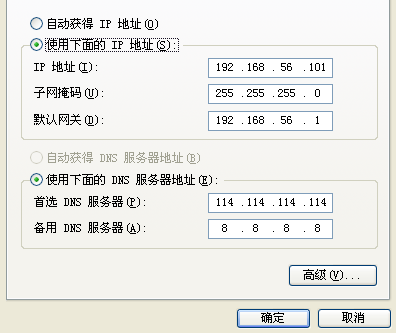 自动获得 IP 地址(O)
使用下面的 IP 地址(S):
IP 地址(I): 192 .168 . 56 .101
子网掩码(U): 255 .255 .255 . 0
默认网关(D): 192 .168 . 56 . 1
自动获得 DNS 服务器地址(B)
使用下面的 DNS 服务器地址(E):
首选 DNS 服务器(P): 114 .114 .114 .114
备用 DNS 服务器(A): 8 . 8 . 8 . 8
高级(V)...
确定 取消